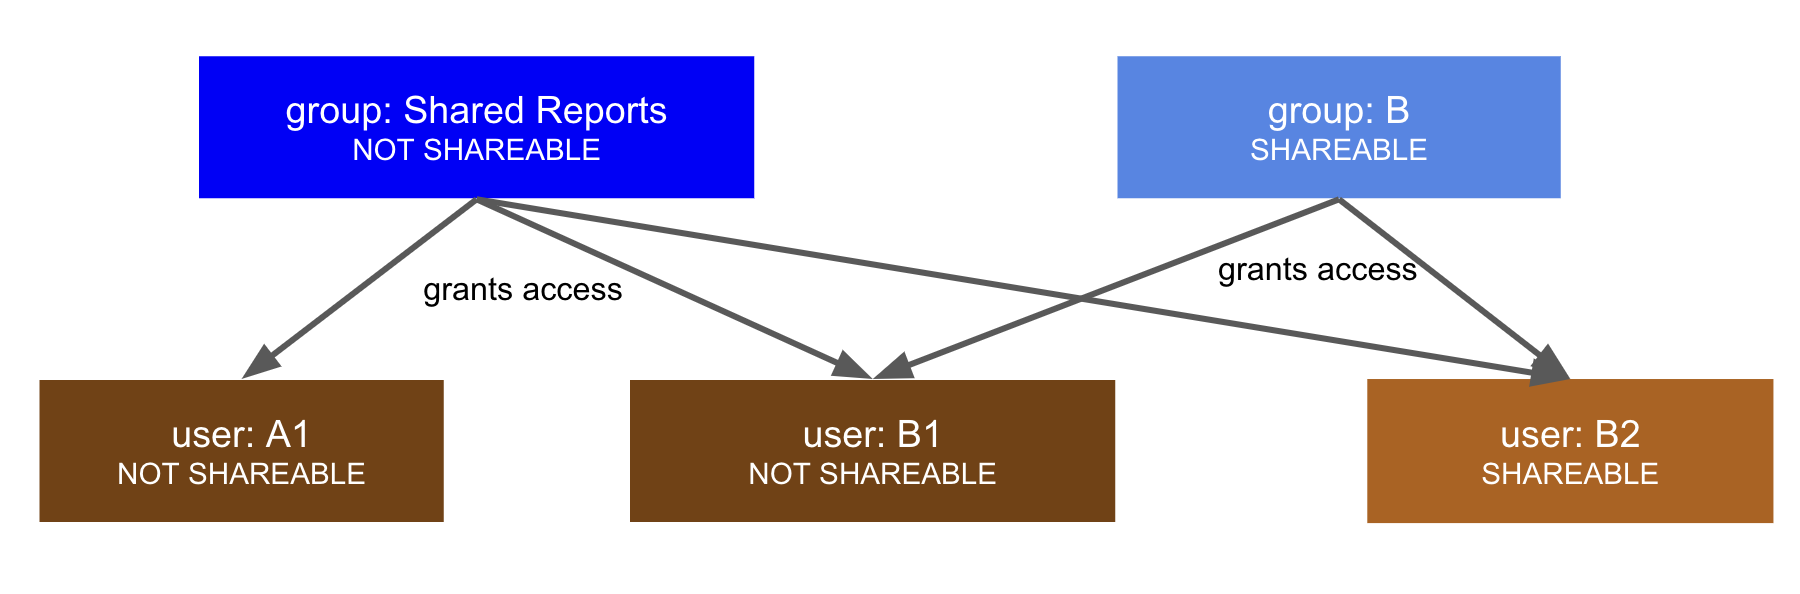 group: Shared Reports
NOT SHAREABLE
group: B
SHAREABLE
grants access
grants access
user: A1
NOT SHAREABLE
user: B1
NOT SHAREABLE
user: B2
SHAREABLE